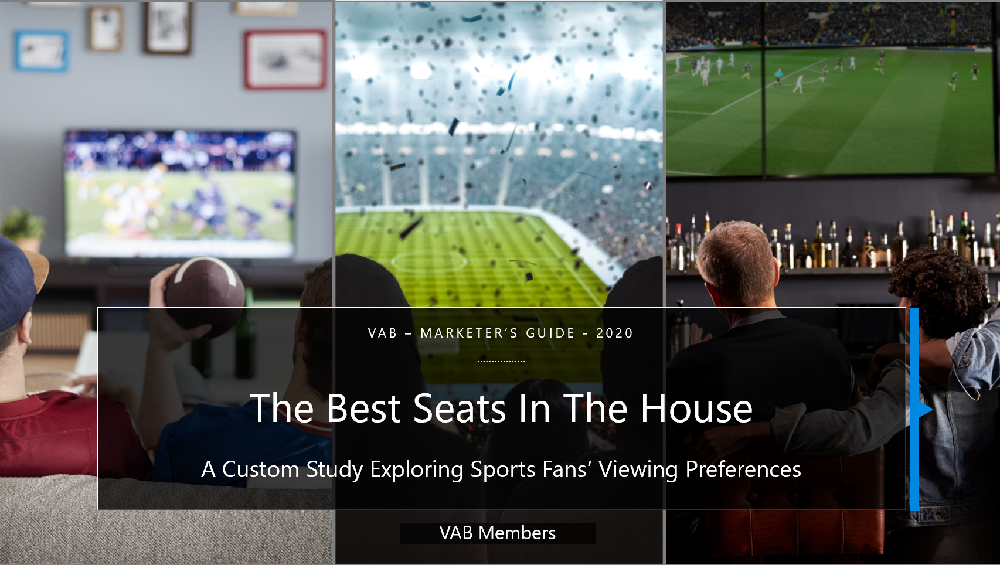 VAB – MARKETER’S GUIDE - 2020
The Best Seats In The House
A Custom Study Exploring Sports Fans’ Viewing Preferences
VAB Members